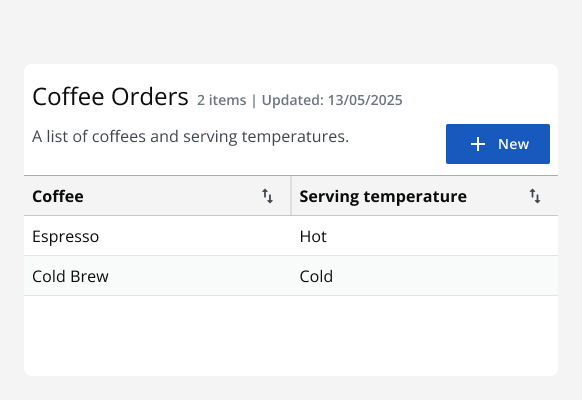 Coffee Orders 2 items | Updated: 13/05/2025
A list of coffees and serving temperatures.
New
Coffee Serving temperature
Espresso Hot
Cold Brew Cold